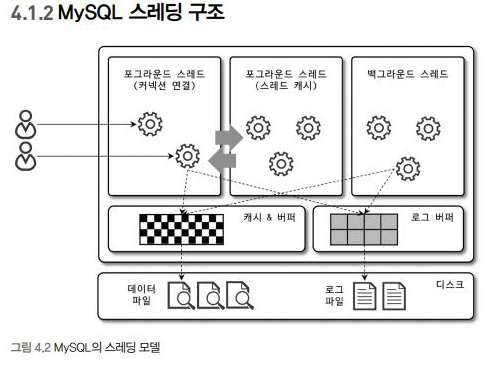 4.1.2 MySQL 스레딩 구조
포그라운드 스레드
(커넥션 연결)
포그라운드 스레드
(스레드 캐시)
백그라운드 스레드
캐시 & 버퍼
로그 버퍼
데이터
파일
로그
파일
디스크
그림 4.2 MySQL의 스레딩 모델